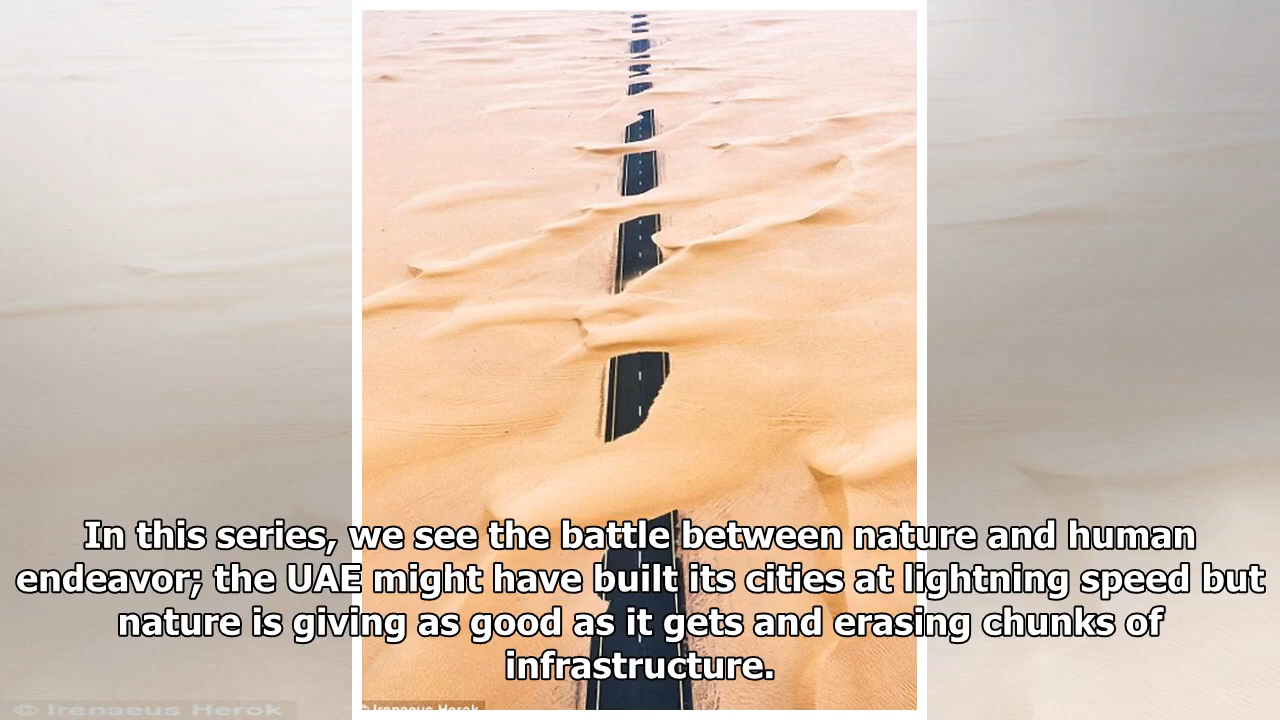 In this series, we see the battle between nature and human
endeavor; the UAE might have built its cities at lightning speed but
nature is giving as good as it gets and erasing chunks of
infrastructure.
© Irenaeus Herok
© Irenaeus Herok